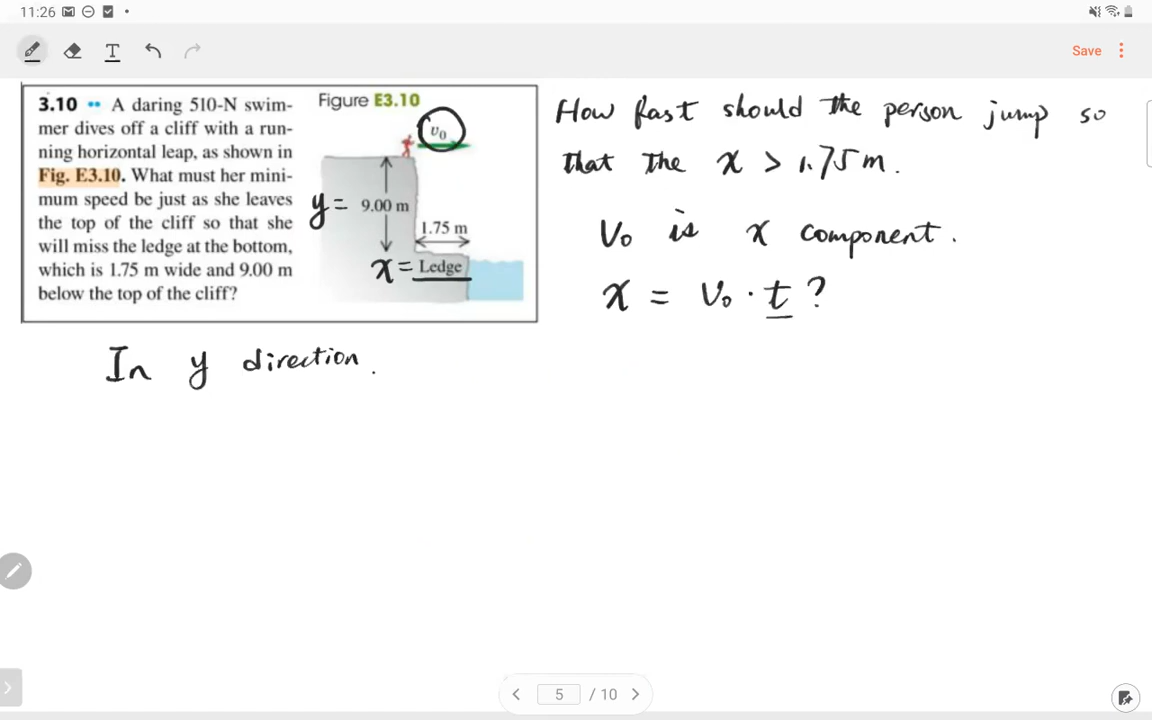 11:26
Save
3.10 •• A daring 510-N swim-
mer dives off a cliff with a run-
ning horizontal leap, as shown in
Fig. E3.10. What must her mini-
mum speed be just as she leaves
the top of the cliff so that she
will miss the ledge at the bottom,
which is 1.75 m wide and 9.00 m
below the top of the cliff?
Figure E3.10
v₀
y = 9.00 m
1.75 m
x = Ledge
How fast should the person jump so
that the x > 1.75 m.
V₀ is x component.
x = V₀ · t ?
In y direction.
5 / 10